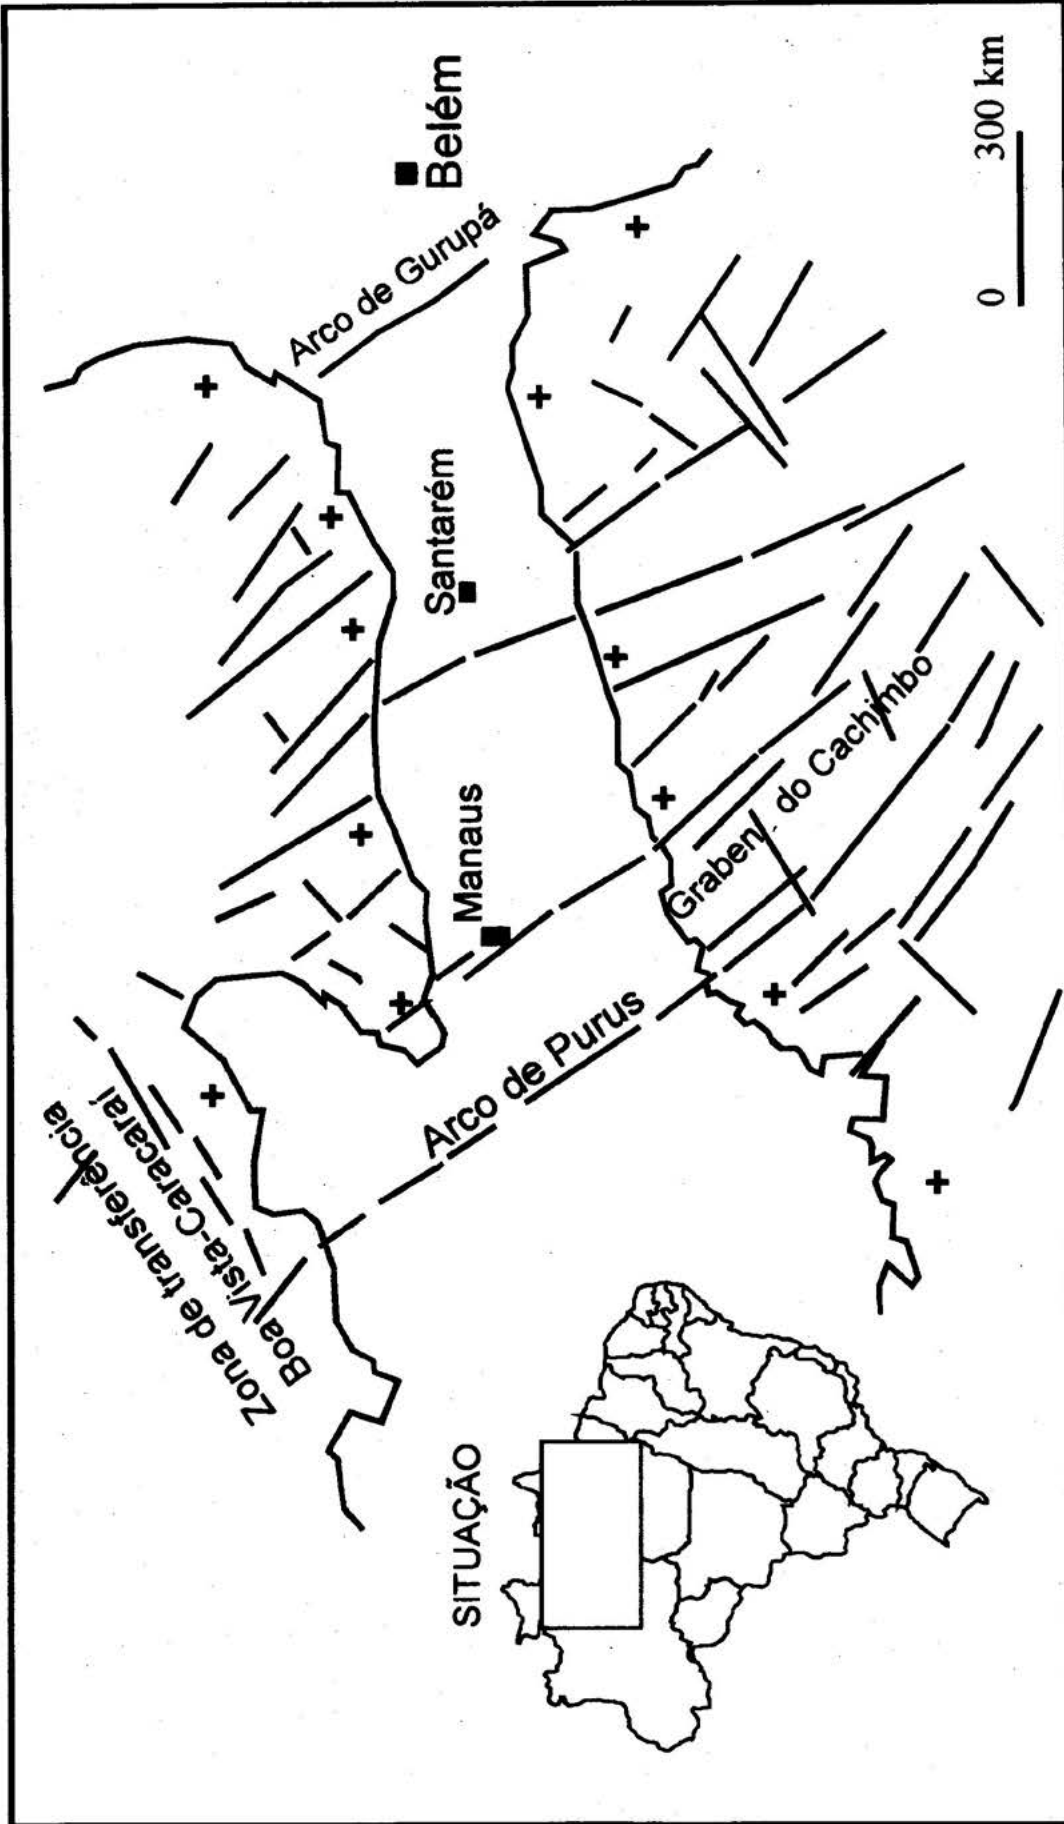 Zona de transferência
Boa Vista-Caracaraí
Arco de Gurupá
Belém
Santarém
Manaus
Arco de Purus
Graben do Cachimbo
SITUAÇÃO
0 300 km